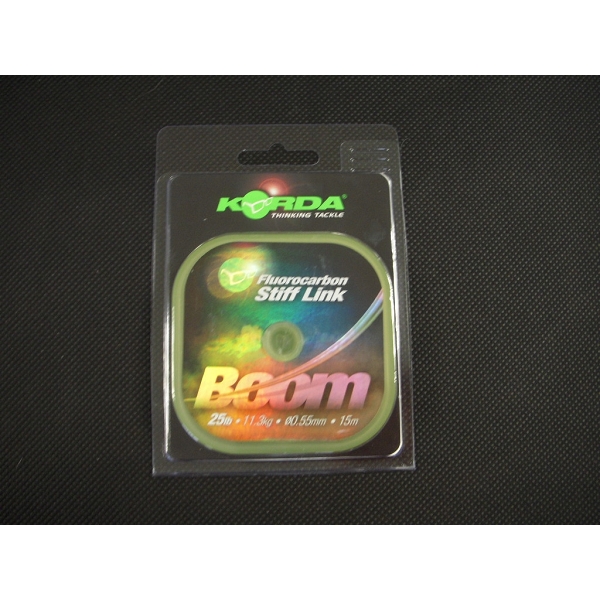 KORDA®
THINKING TACKLE
Fluorocarbon
Stiff Link
Boom
25lb • 11.3kg • Ø0.55mm • 15m